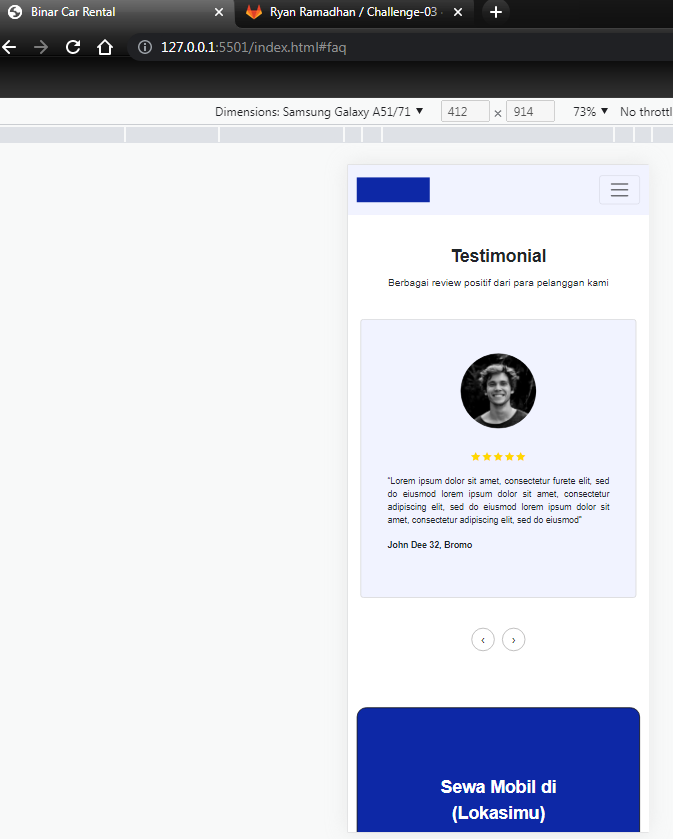 Binar Car Rental
Ryan Ramadhan / Challenge-03
127.0.0.1:5501/index.html#faq
Dimensions: Samsung Galaxy A51/71 ▼ 412 × 914 73% ▼ No throttl
Testimonial
Berbagai review positif dari para pelanggan kami
★★★★★
"Lorem ipsum dolor sit amet, consectetur furete elit, sed
do eiusmod lorem ipsum dolor sit amet, consectetur
adipiscing elit, sed do eiusmod lorem ipsum dolor sit
amet, consectetur adipiscing elit, sed do eiusmod"
John Dee 32, Bromo
‹ ›
Sewa Mobil di
(Lokasimu)